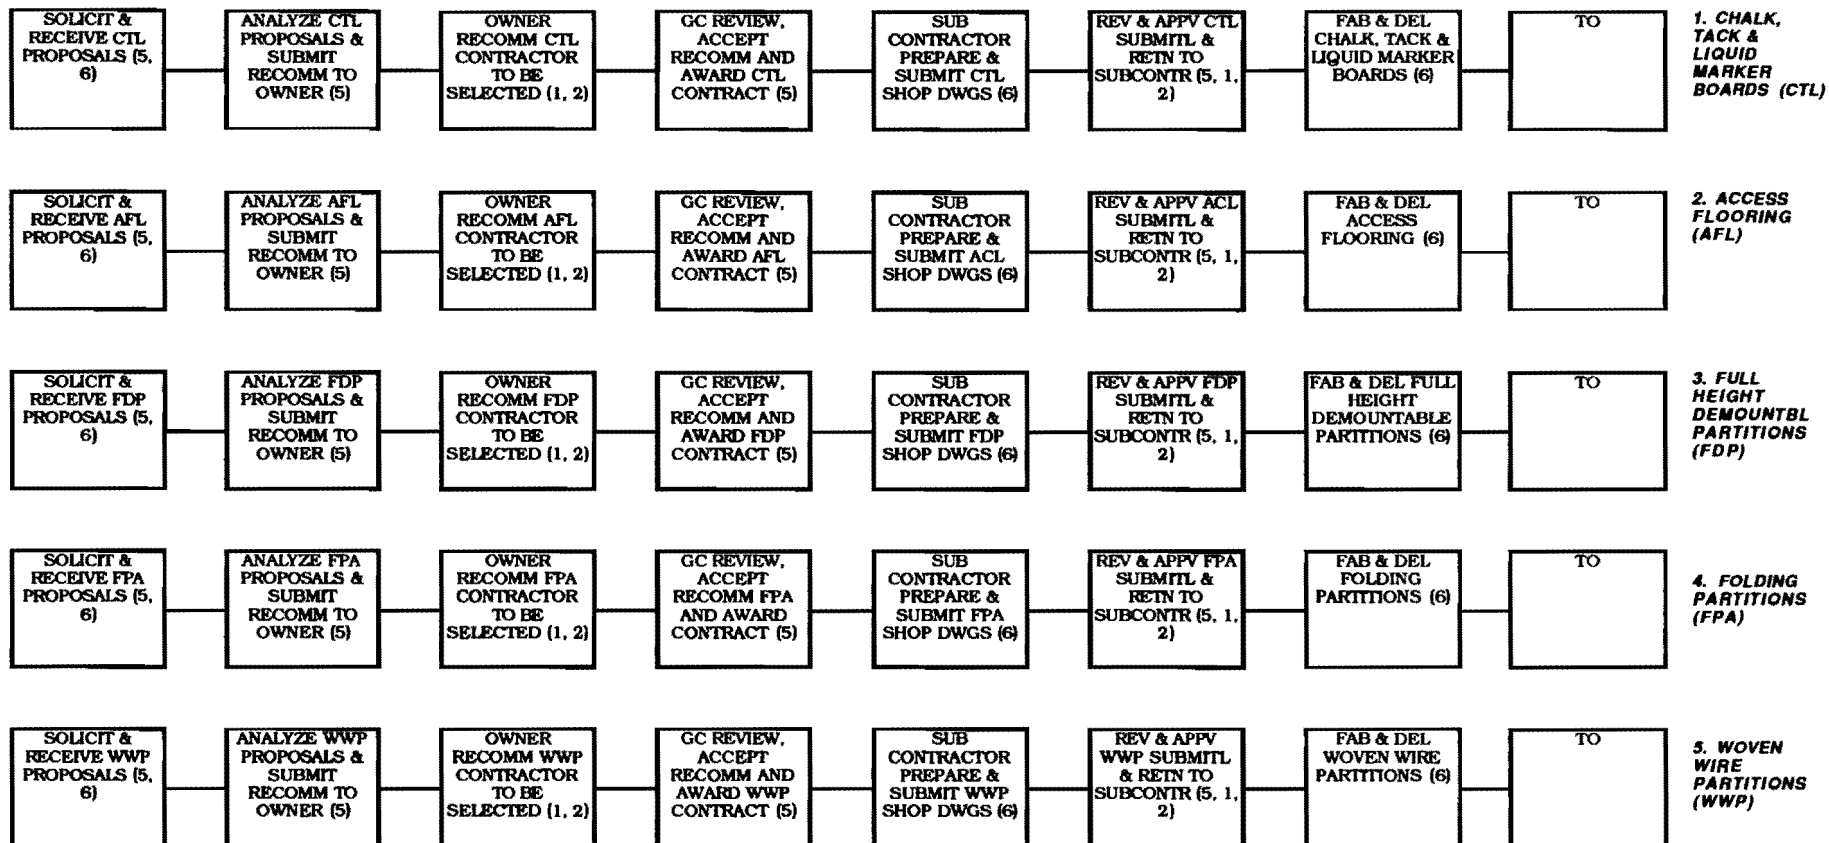 SOLICIT &
RECEIVE CTL
PROPOSALS (5,
6)
ANALYZE CTL
PROPOSALS &
SUBMIT
RECOMM TO
OWNER (5)
OWNER
RECOMM CTL
CONTRACTOR
TO BE
SELECTED (1, 2)
GC REVIEW,
ACCEPT
RECOMM AND
AWARD CTL
CONTRACT (5)
SUB
CONTRACTOR
PREPARE &
SUBMIT CTL
SHOP DWGS (6)
REV & APPV CTL
SUBMITL &
RETN TO
SUBCONTR (5, 1,
2)
FAB & DEL
CHALK, TACK &
LIQUID MARKER
BOARDS (6)
TO
1. CHALK,
TACK &
LIQUID
MARKER
BOARDS (CTL)
SOLICIT &
RECEIVE AFL
PROPOSALS (5,
6)
ANALYZE AFL
PROPOSALS &
SUBMIT
RECOMM TO
OWNER (5)
OWNER
RECOMM AFL
CONTRACTOR
TO BE
SELECTED (1, 2)
GC REVIEW,
ACCEPT
RECOMM AND
AWARD AFL
CONTRACT (5)
SUB
CONTRACTOR
PREPARE &
SUBMIT ACL
SHOP DWGS (6)
REV & APPV ACL
SUBMITL &
RETN TO
SUBCONTR (5, 1,
2)
FAB & DEL
ACCESS
FLOORING (6)
TO
2. ACCESS
FLOORING
(AFL)
SOLICIT &
RECEIVE FDP
PROPOSALS (5,
6)
ANALYZE FDP
PROPOSALS &
SUBMIT
RECOMM TO
OWNER (5)
OWNER
RECOMM FDP
CONTRACTOR
TO BE
SELECTED (1, 2)
GC REVIEW,
ACCEPT
RECOMM AND
AWARD FDP
CONTRACT (5)
SUB
CONTRACTOR
PREPARE &
SUBMIT FDP
SHOP DWGS (6)
REV & APPV FDP
SUBMITL &
RETN TO
SUBCONTR (5, 1,
2)
FAB & DEL FULL
HEIGHT
DEMOUNTABLE
PARTITIONS (6)
TO
3. FULL
HEIGHT
DEMOUNTBL
PARTITIONS
(FDP)
SOLICIT &
RECEIVE FPA
PROPOSALS (5,
6)
ANALYZE FPA
PROPOSALS &
SUBMIT
RECOMM TO
OWNER (5)
OWNER
RECOMM FPA
CONTRACTOR
TO BE
SELECTED (1, 2)
GC REVIEW,
ACCEPT
RECOMM FPA
AND AWARD
CONTRACT (5)
SUB
CONTRACTOR
PREPARE &
SUBMIT FPA
SHOP DWGS (6)
REV & APPV FPA
SUBMITL &
RETN TO
SUBCONTR (5, 1,
2)
FAB & DEL
FOLDING
PARTITIONS (6)
TO
4. FOLDING
PARTITIONS
(FPA)
SOLICIT &
RECEIVE WWP
PROPOSALS (5,
6)
ANALYZE WWP
PROPOSALS &
SUBMIT
RECOMM TO
OWNER (5)
OWNER
RECOMM WWP
CONTRACTOR
TO BE
SELECTED (1, 2)
GC REVIEW,
ACCEPT
RECOMM AND
AWARD WWP
CONTRACT (5)
SUB
CONTRACTOR
PREPARE &
SUBMIT WWP
SHOP DWGS (6)
REV & APPV
WWP SUBMITL
& RETN TO
SUBCONTR (5, 1,
2)
FAB & DEL
WOVEN WIRE
PARTITIONS (6)
TO
5. WOVEN
WIRE
PARTITIONS
(WWP)